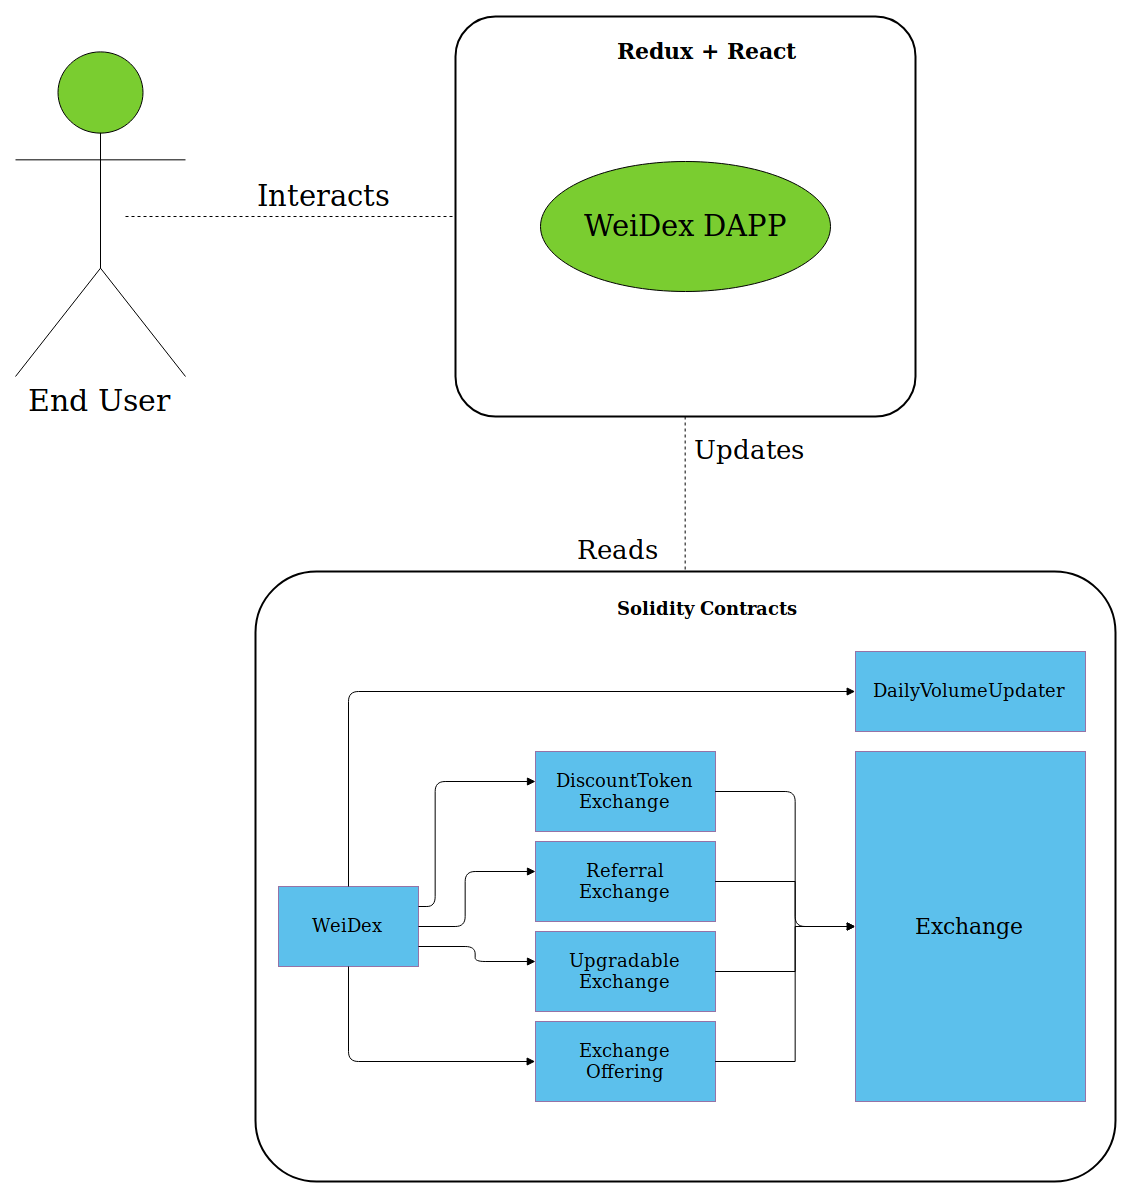 Redux + React
Interacts
WeiDex DAPP
End User
Updates
Reads
Solidity Contracts
DailyVolumeUpdater
DiscountToken
Exchange
Referral
Exchange
WeiDex
Exchange
Upgradable
Exchange
Exchange
Offering